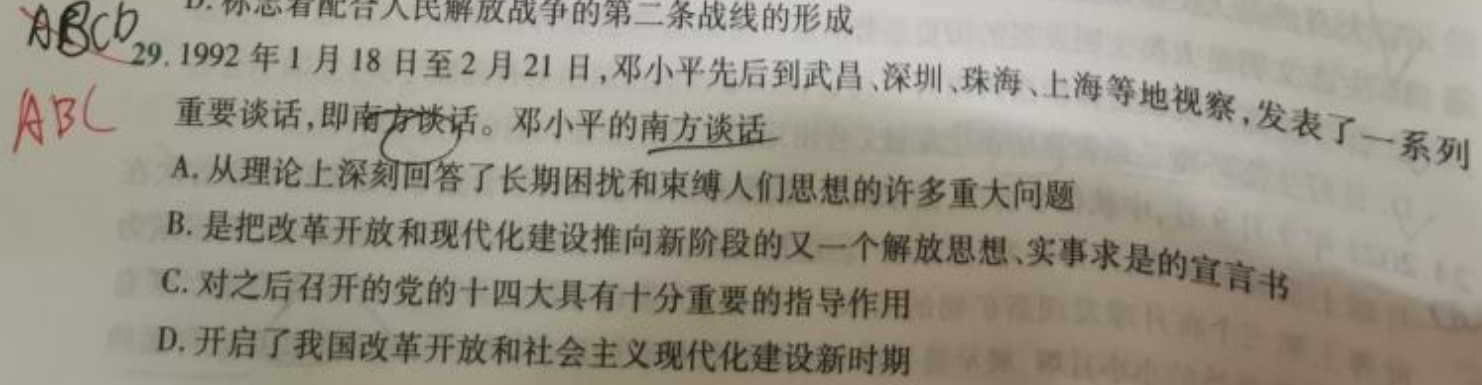 D. 标志着配合人民解放战争的第二条战线的形成
ABCD
29. 1992 年 1 月 18 日至 2 月 21 日,邓小平先后到武昌、深圳、珠海、上海等地视察,发表了一系列
ABC
重要谈话,即南方谈话。邓小平的南方谈话
A. 从理论上深刻回答了长期困扰和束缚人们思想的许多重大问题
B. 是把改革开放和现代化建设推向新阶段的又一个解放思想、实事求是的宣言书
C. 对之后召开的党的十四大具有十分重要的指导作用
D. 开启了我国改革开放和社会主义现代化建设新时期